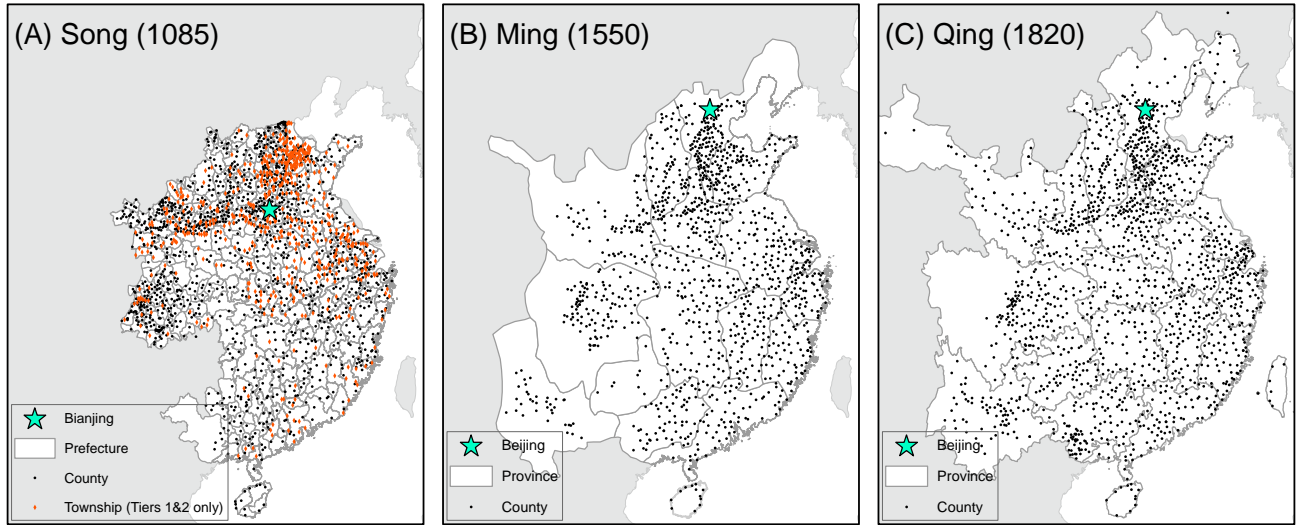 (A) Song (1085)
Bianjing
Prefecture
County
Township (Tiers 1&2 only)
(B) Ming (1550)
Beijing
Province
County
(C) Qing (1820)
Beijing
Province
County